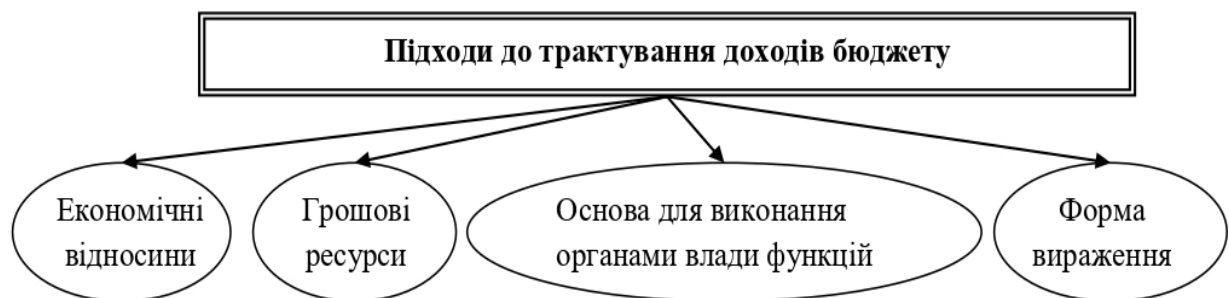 Підходи до трактування доходів бюджету
Економічні
відносини
Грошові
ресурси
Основа для виконання
органами влади функцій
Форма
вираження